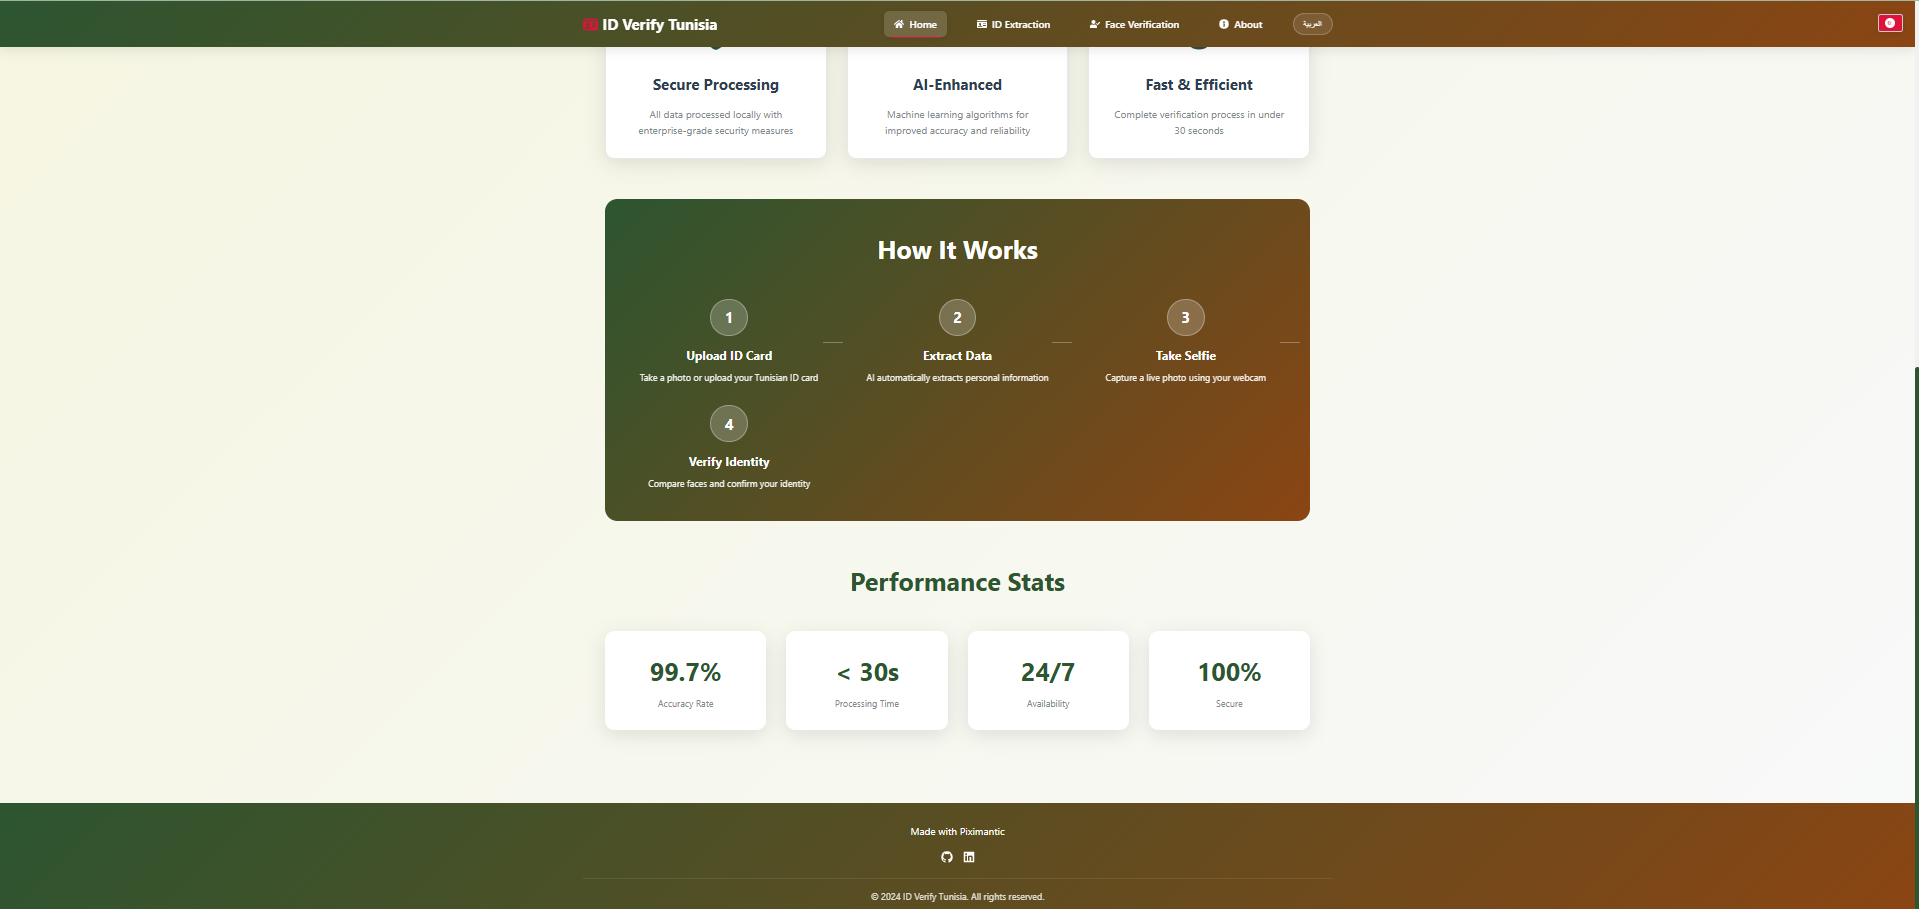 ID Verify Tunisia
Home
ID Extraction
Face Verification
About
العربية
Secure Processing
All data processed locally with
enterprise-grade security measures
AI-Enhanced
Machine learning algorithms for
improved accuracy and reliability
Fast & Efficient
Complete verification process in under
30 seconds
How It Works
1
Upload ID Card
Take a photo or upload your Tunisian ID card
2
Extract Data
AI automatically extracts personal information
3
Take Selfie
Capture a live photo using your webcam
4
Verify Identity
Compare faces and confirm your identity
Performance Stats
99.7%
Accuracy Rate
< 30s
Processing Time
24/7
Availability
100%
Secure
Made with Piximantic
© 2024 ID Verify Tunisia. All rights reserved.